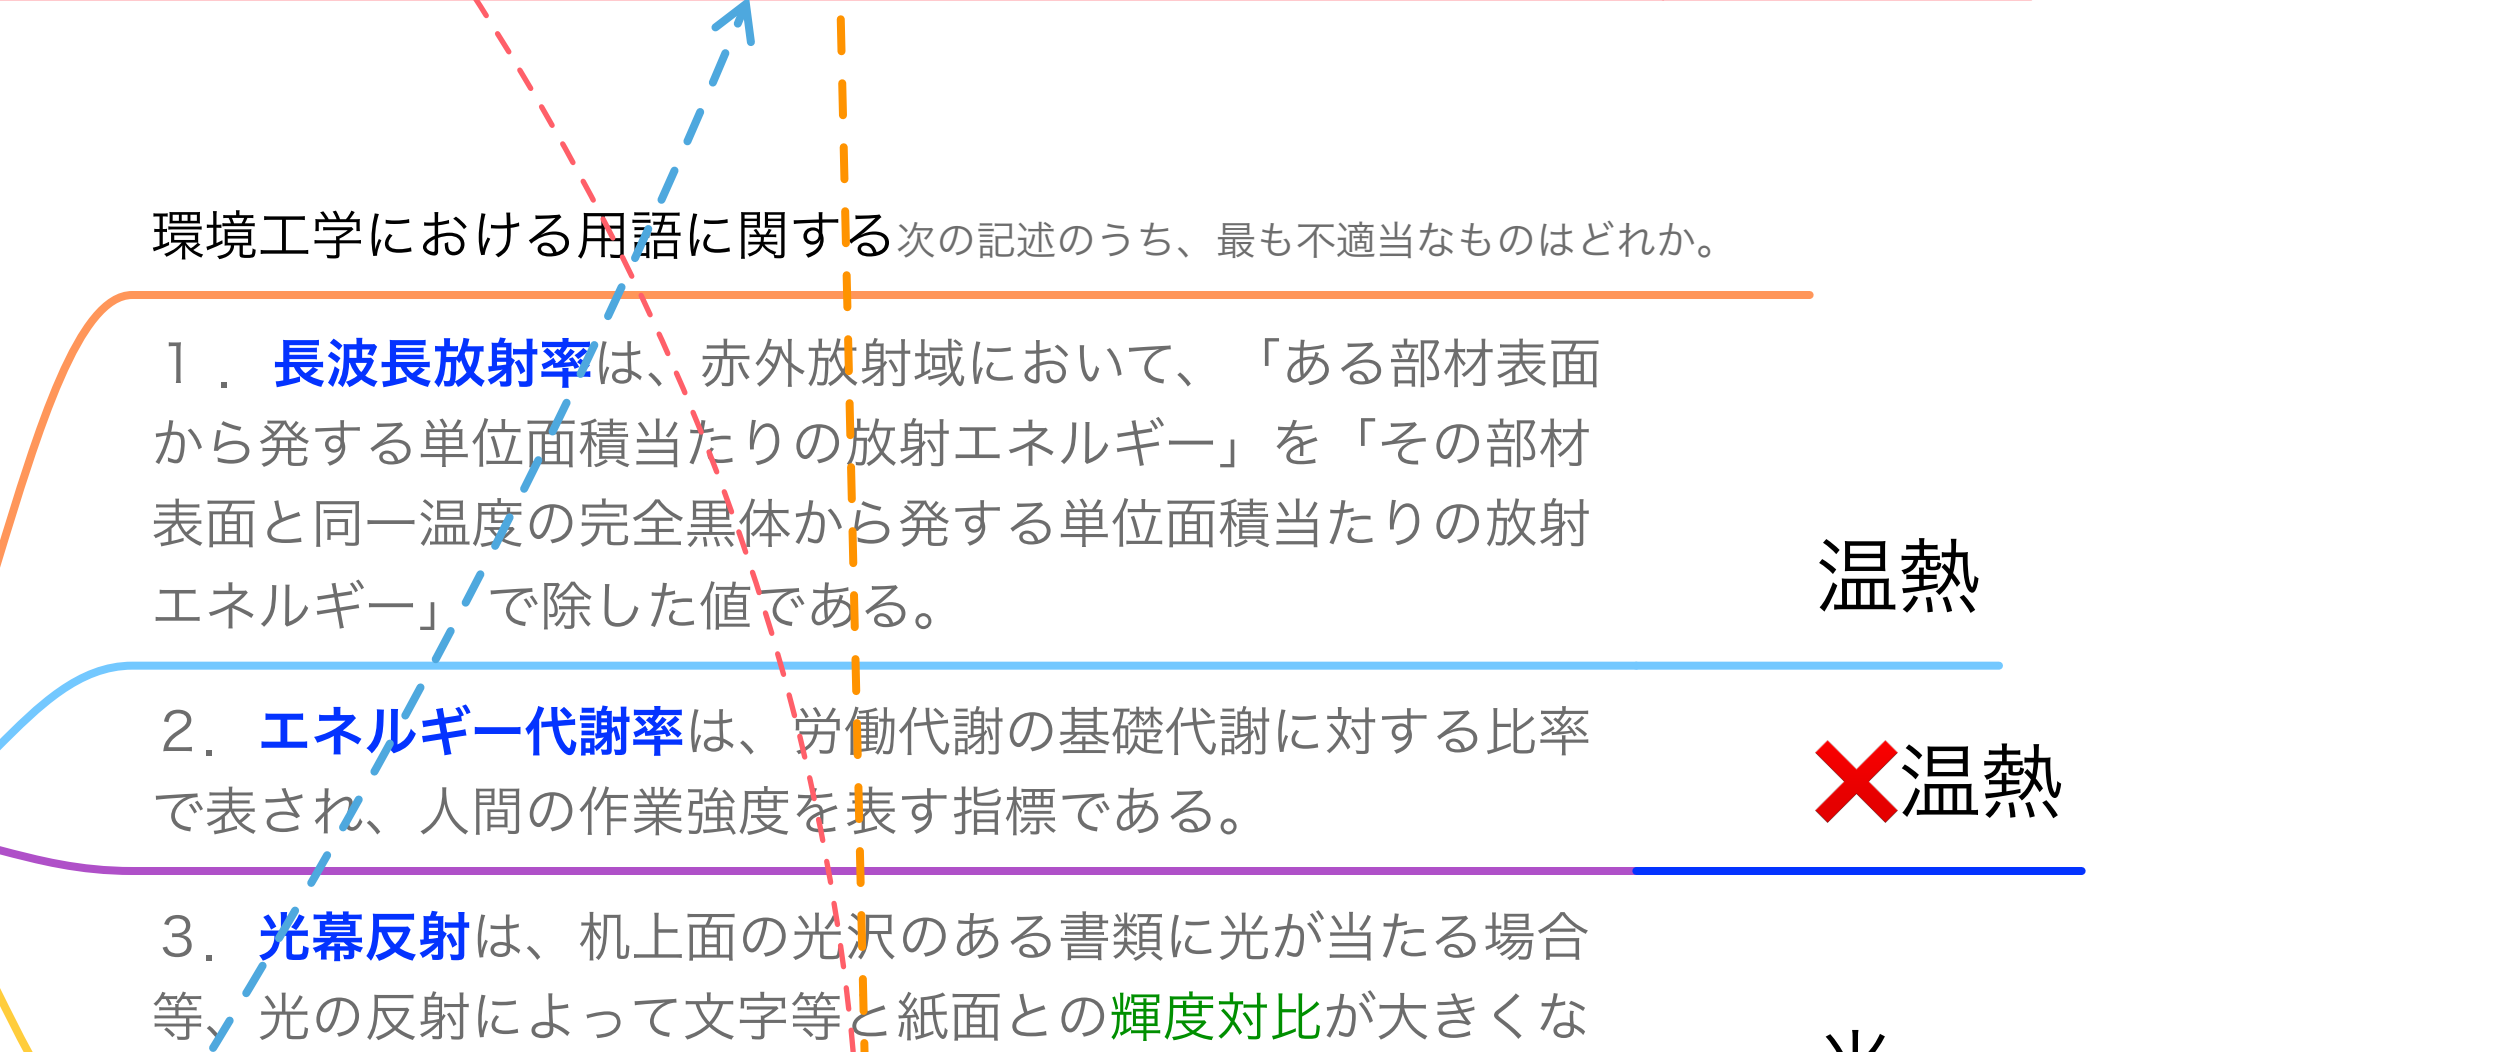 環境工学における用語に関する次の記述のうち、最も不適当なものはどれか。
1. 長波長放射率は、 赤外放射域において、 「ある部材表面
から発する単位面積当たりの放射エネルギー」 を、 「その部材
表面と同一温度の完全黒体から発する単位面積当たりの放射
エネルギー」 で除した値である。
温熱
2. エネルギー代謝率は、 人体代謝量の基礎代謝に対する比率
で表され、 人間の作業強度を表す指標である。
❌温熱
3. 光幕反射は、 机上面の光沢のある書類に光が当たる場合
等、 光の反射によって文字等と紙面との輝度対比が大きくな